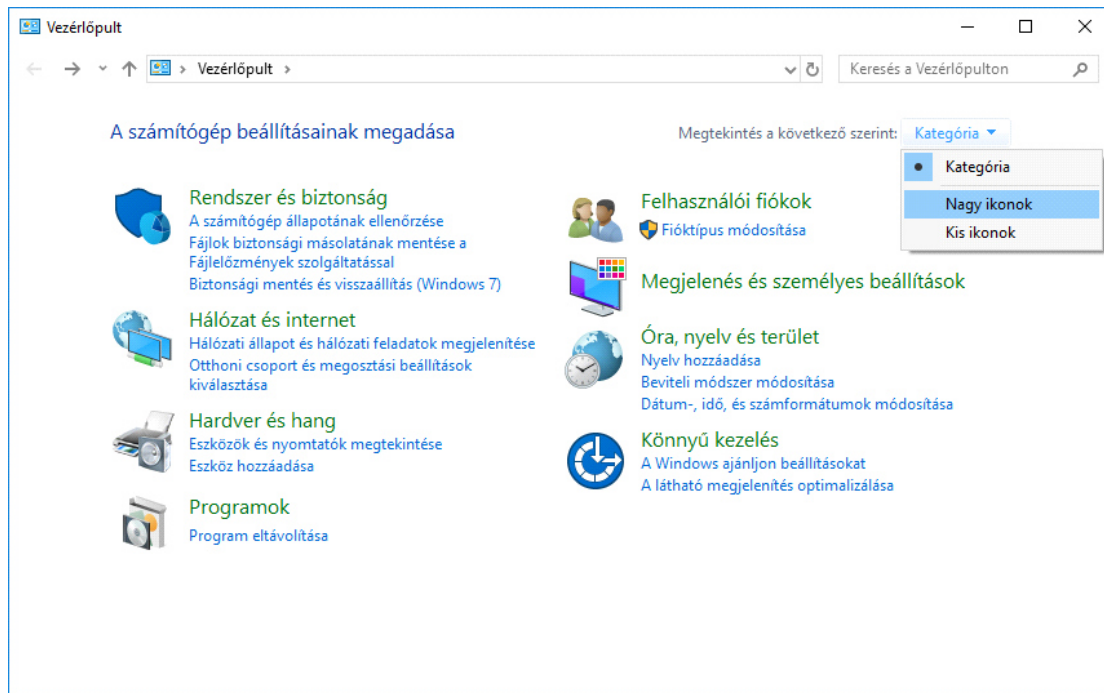 Vezérlőpult
Vezérlőpult
Keresés a Vezérlőpulton
A számítógép beállításainak megadása
Megtekintés a következő szerint: Kategória
Kategória
Nagy ikonok
Kis ikonok
Rendszer és biztonság
A számítógép állapotának ellenőrzése
Fájlok biztonsági másolatának mentése a
Fájlelőzmények szolgáltatással
Biztonsági mentés és visszaállítás (Windows 7)
Hálózat és internet
Hálózati állapot és hálózati feladatok megjelenítése
Otthoni csoport és megosztási beállítások
kiválasztása
Hardver és hang
Eszközök és nyomtatók megtekintése
Eszköz hozzáadása
Programok
Program eltávolítása
Felhasználói fiókok
Fióktípus módosítása
Megjelenés és személyes beállítások
Óra, nyelv és terület
Nyelv hozzáadása
Beviteli módszer módosítása
Dátum-, idő, és számformátumok módosítása
Könnyű kezelés
A Windows ajánljon beállításokat
A látható megjelenítés optimalizálása